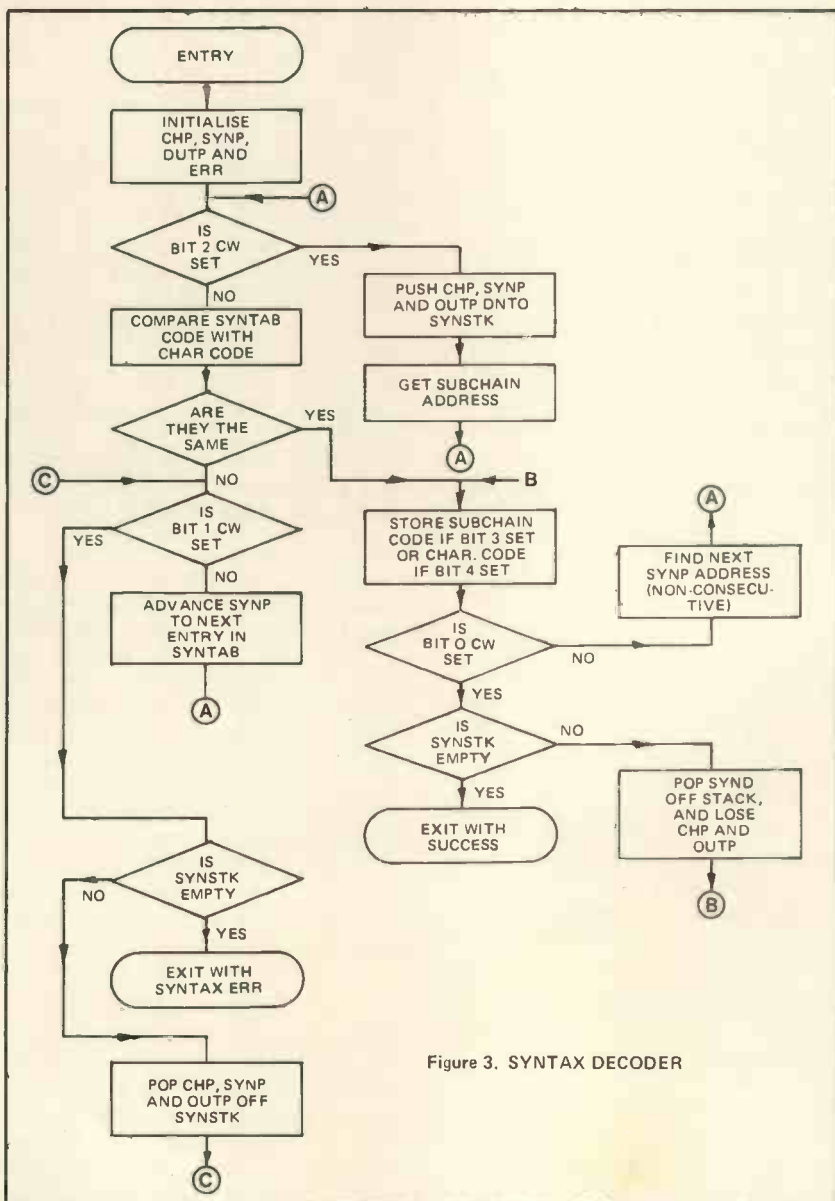 ENTRY
INITIALISE
CHP, SYNP,
DUTP AND
ERR
A
IS
BIT 2 CW
SET
YES
NO
PUSH CHP, SYNP
AND OUTP DNTO
SYNSTK
COMPARE SYNTAB
CODE WITH
CHAR CODE
GET SUBCHAIN
ADDRESS
A
ARE
THEY THE
SAME
YES
NO
C
B
IS
BIT 1 CW
SET
YES
NO
ADVANCE SYNP
TO NEXT
ENTRY IN
SYNTAB
A
STORE SUBCHAIN
CODE IF BIT 3 SET
OR CHAR. CODE
IF BIT 4 SET
A
FIND NEXT
SYNP ADDRESS
(NON-CONSECU-
TIVE)
IS
BIT 0 CW
SET
NO
YES
IS
SYNSTK
EMPTY
NO
YES
EXIT WITH
SUCCESS
POP SYND
OFF STACK,
AND LOSE
CHP AND
OUTP
B
IS
SYNSTK
EMPTY
NO
YES
EXIT WITH
SYNTAX ERR
POP CHP, SYNP
AND OUTP OFF
SYNSTK
C
Figure 3. SYNTAX DECODER